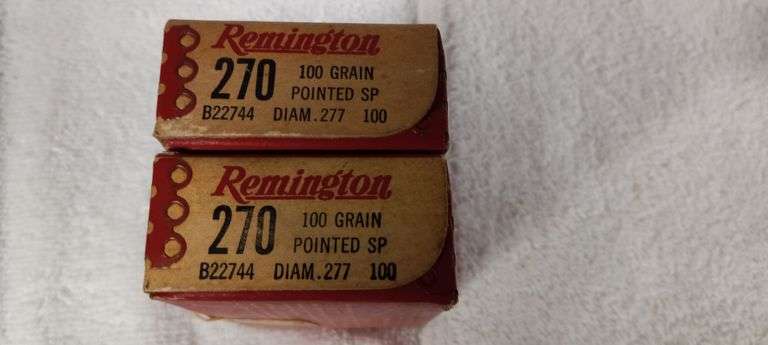 Remington
270 100 GRAIN
POINTED SP
B22744 DIAM.277 100
Remington
270 100 GRAIN
POINTED SP
B22744 DIAM.277 100